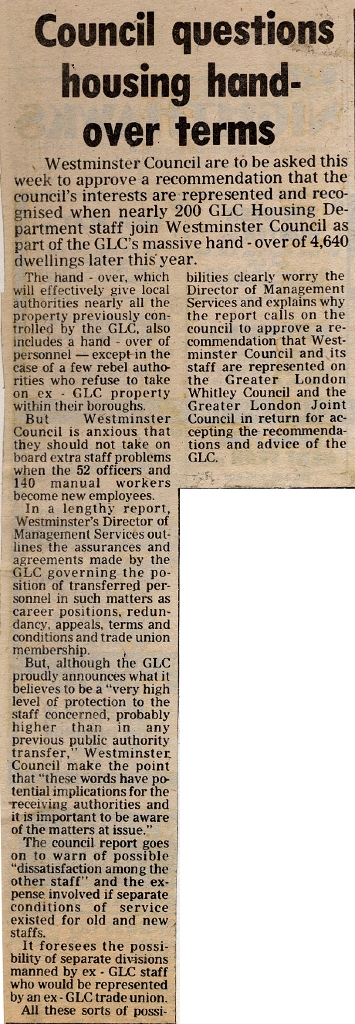 Council questions
housing hand-
over terms
Westminster Council are to be asked this
week to approve a recommendation that the
council's interests are represented and reco-
gnised when nearly 200 GLC Housing De-
partment staff join Westminster Council as
part of the GLC's massive hand - over of 4,640
dwellings later this year.
The hand - over, which
will effectively give local
authorities nearly all the
property previously con-
trolled by the GLC, also
includes a hand - over of
personnel — except in the
case of a few rebel autho-
rities who refuse to take
on ex - GLC property
within their boroughs.
But Westminster
Council is anxious that
they should not take on
board extra staff problems
when the 52 officers and
140 manual workers
become new employees.
In a lengthy report,
Westminster's Director of
Management Services out-
lines the assurances and
agreements made by the
GLC governing the po-
sition of transferred per-
sonnel in such matters as
career positions, redun-
dancy, appeals, terms and
conditions and trade union
membership.
But, although the GLC
proudly announces what it
believes to be a "very high
level of protection to the
staff concerned, probably
higher than in any
previous public authority
transfer," Westminster
Council make the point
that "these words have po-
tential implications for the
receiving authorities and
it is important to be aware
of the matters at issue."
The council report goes
on to warn of possible
"dissatisfaction among the
other staff" and the ex-
pense involved if separate
conditions of service
existed for old and new
staffs.
It foresees the possi-
bility of separate divisions
manned by ex - GLC staff
who would be represented
by an ex - GLC trade union.
All these sorts of possi-
bilities clearly worry the
Director of Management
Services and explains why
the report calls on the
council to approve a re-
commendation that West-
minster Council and its
staff are represented on
the Greater London
Whitley Council and the
Greater London Joint
Council in return for ac-
cepting the recommenda-
tions and advice of the
GLC.